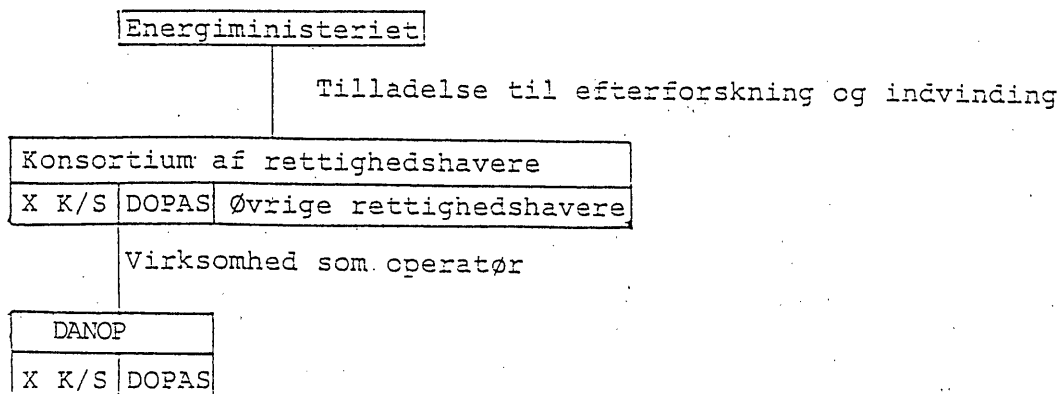 Energiministeriet
Tilladelse til efterforskning og indvinding
Konsortium af rettighedshavere
X K/S DOPAS Øvrige rettighedshavere
Virksomhed som operatør
DANOP
X K/S DOPAS